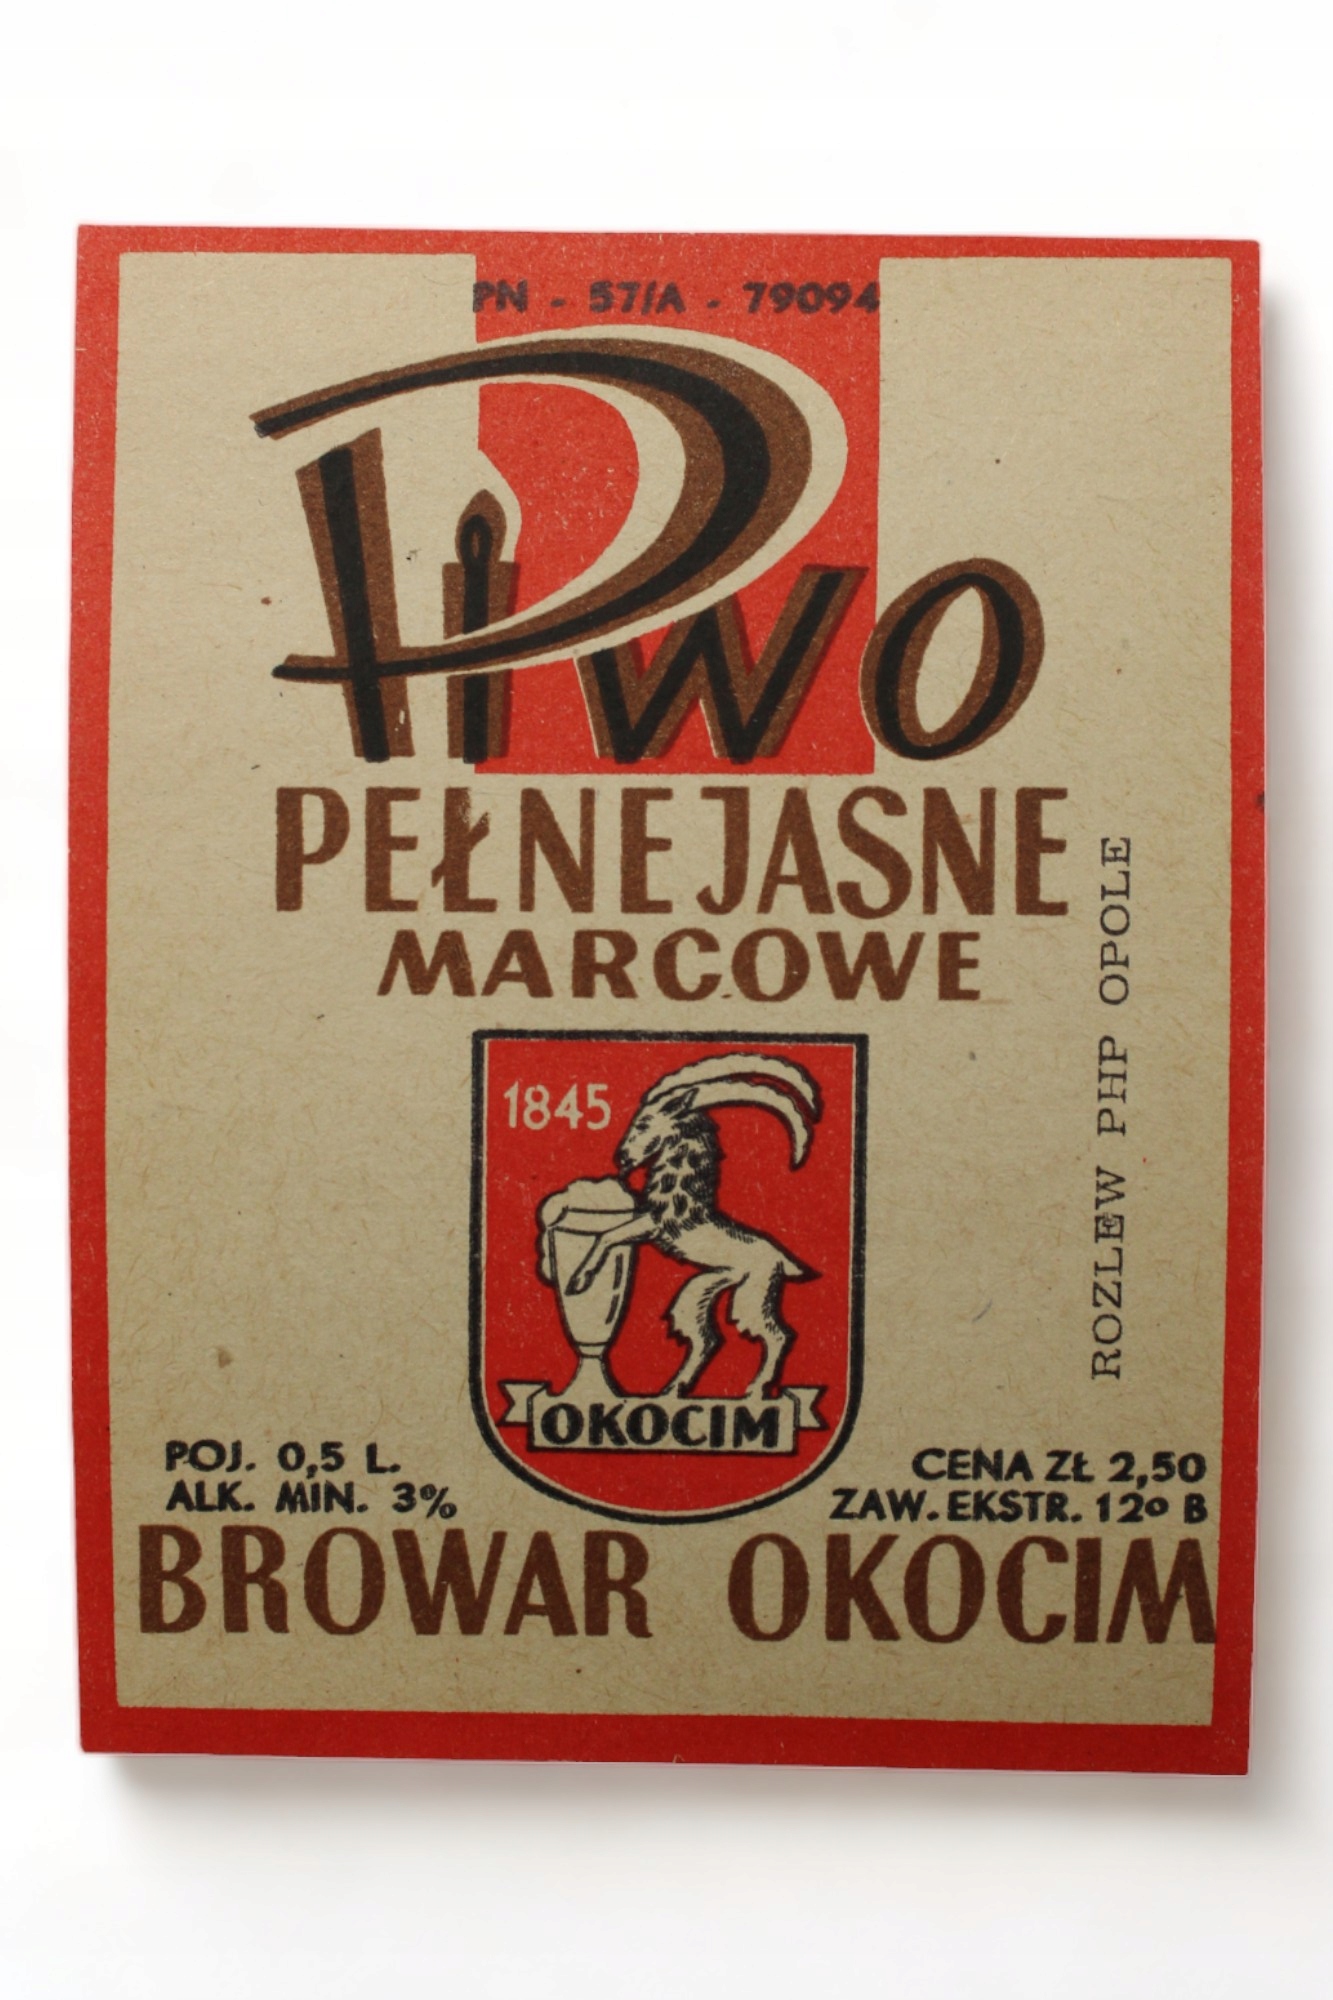 PN - 57/A - 79094
Piwo
PEŁNE JASNE
MARCOWE
ROZLEW PHP OPOLE
1845
OKOCIM
POJ. 0,5 L.
ALK. MIN. 3%
CENA ZŁ 2,50
ZAW. EKSTR. 12º B
BROWAR OKOCIM